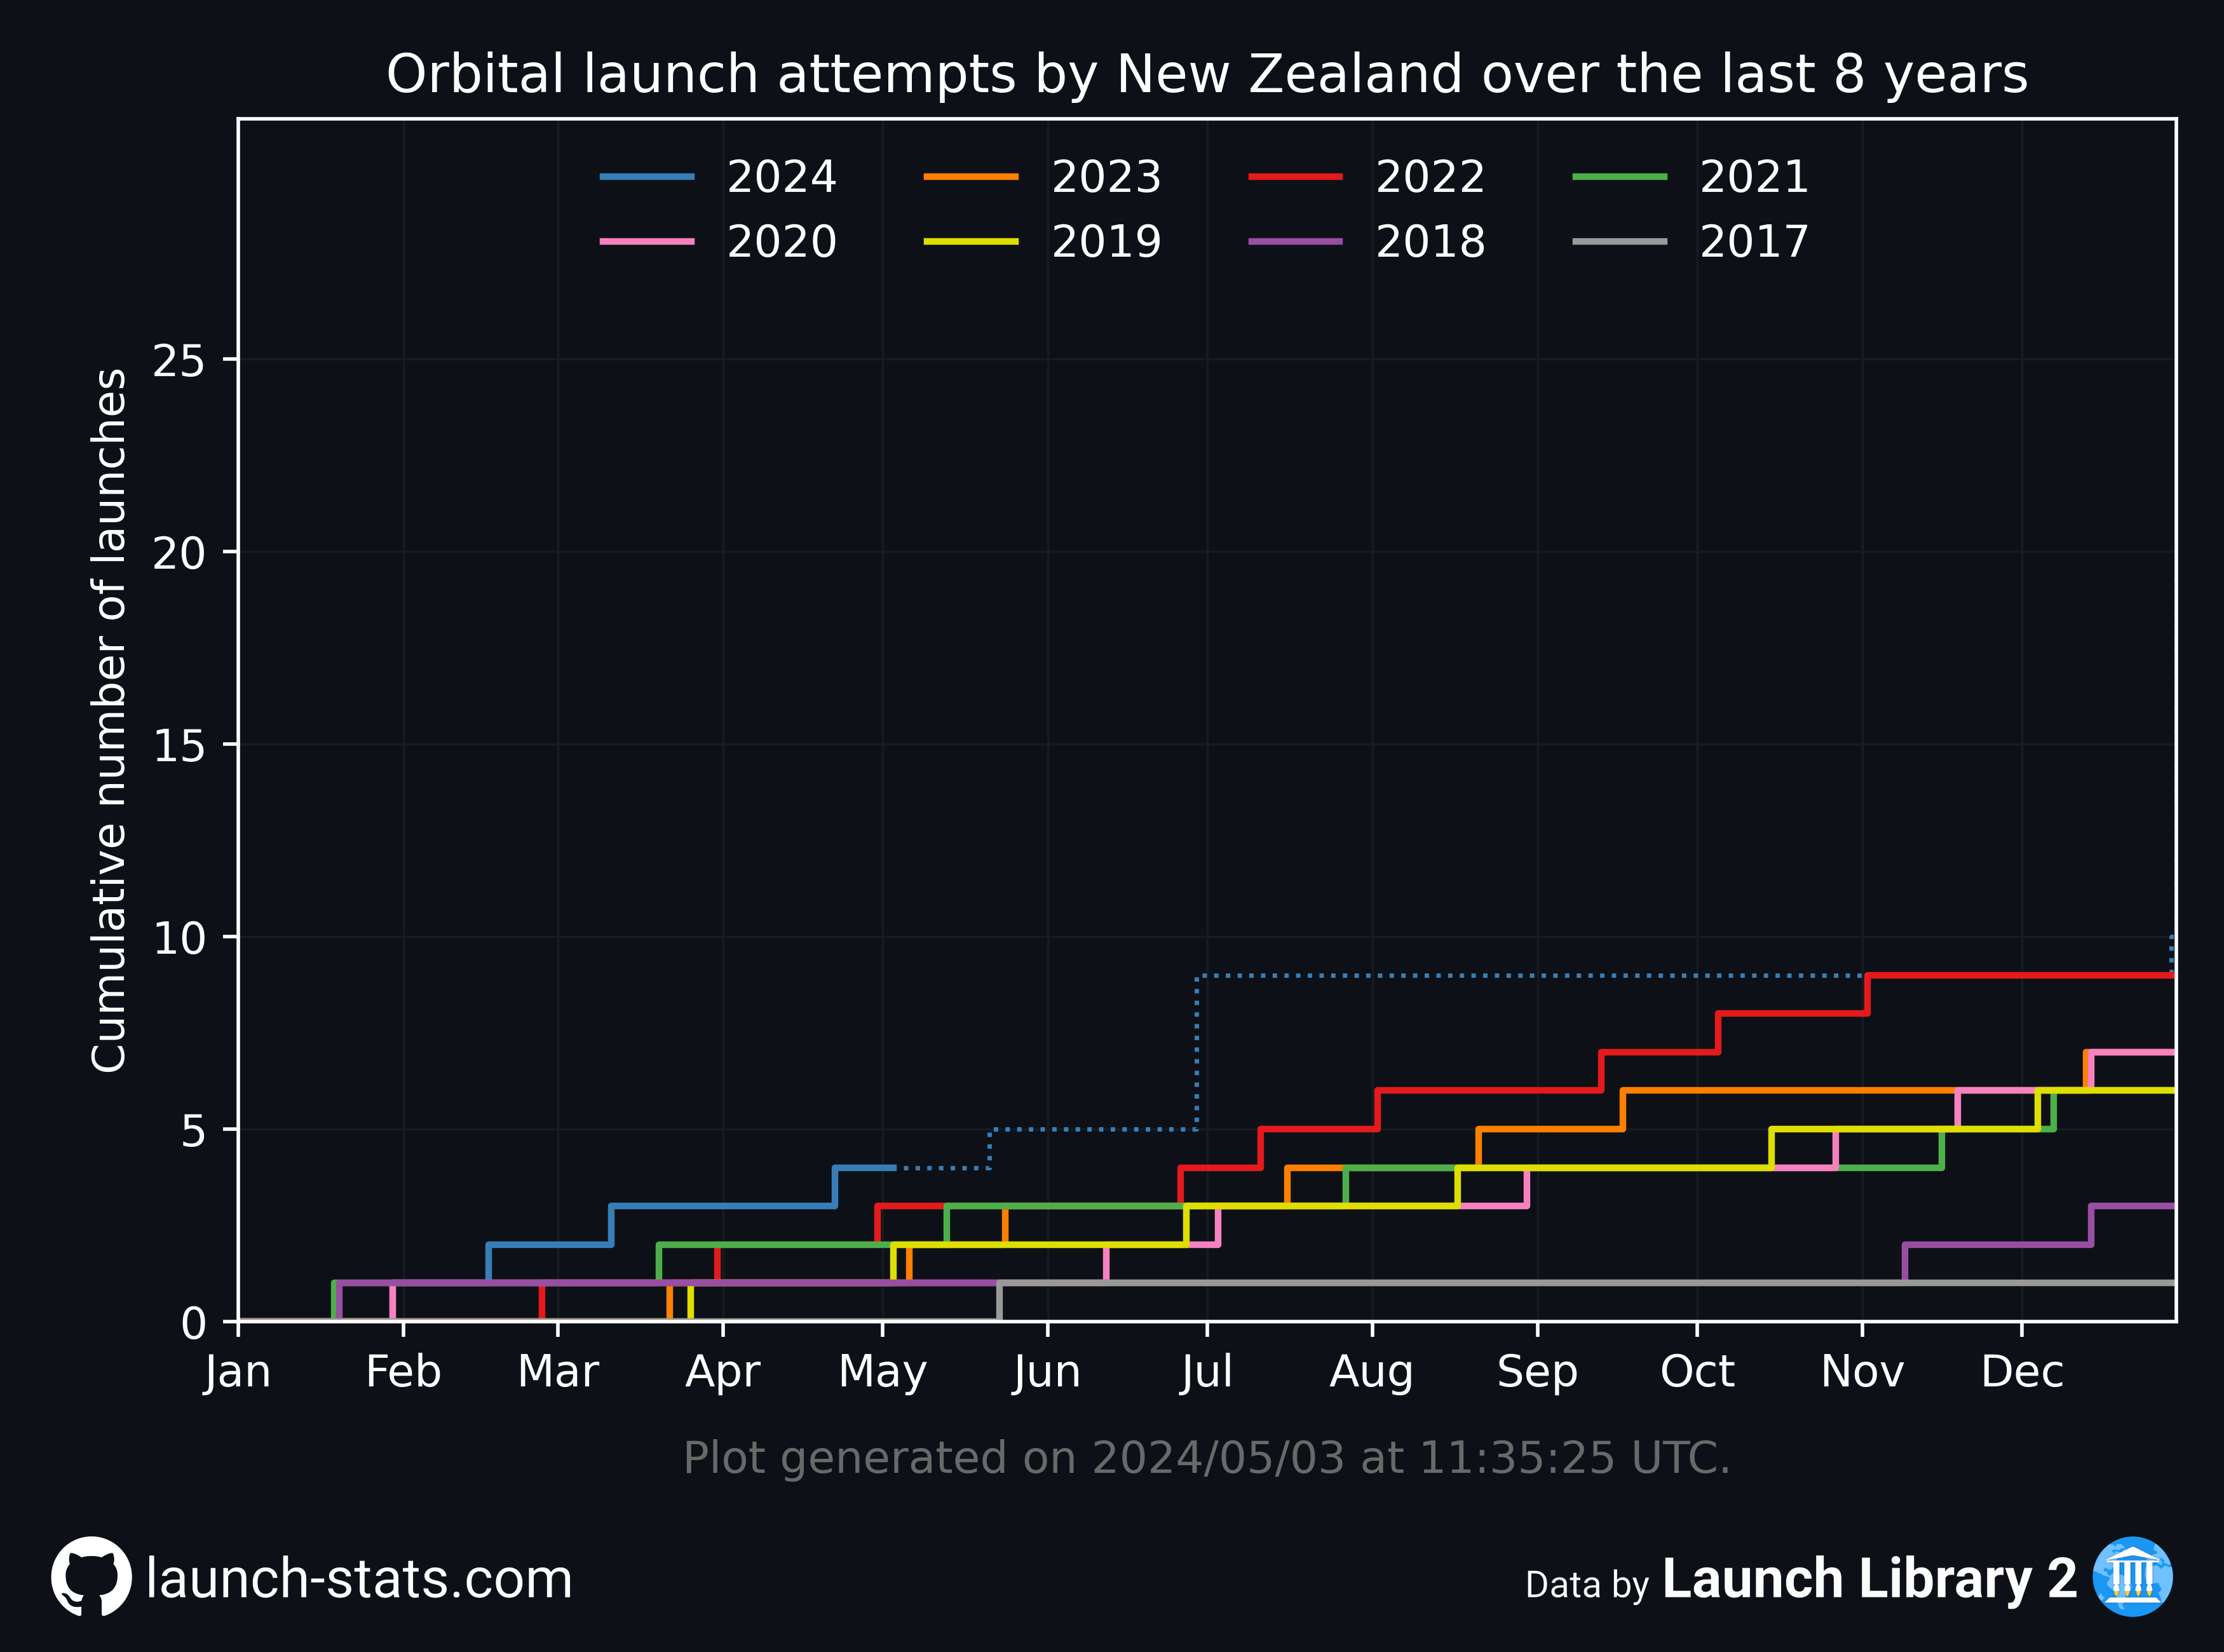 Orbital launch attempts by New Zealand over the last 8 years
2024 2023 2022 2021
2020 2019 2018 2017
Cumulative number of launches
25
20
15
10
5
0
Jan Feb Mar Apr May Jun Jul Aug Sep Oct Nov Dec
Plot generated on 2024/05/03 at 11:35:25 UTC.
launch-stats.com
Data by Launch Library 2